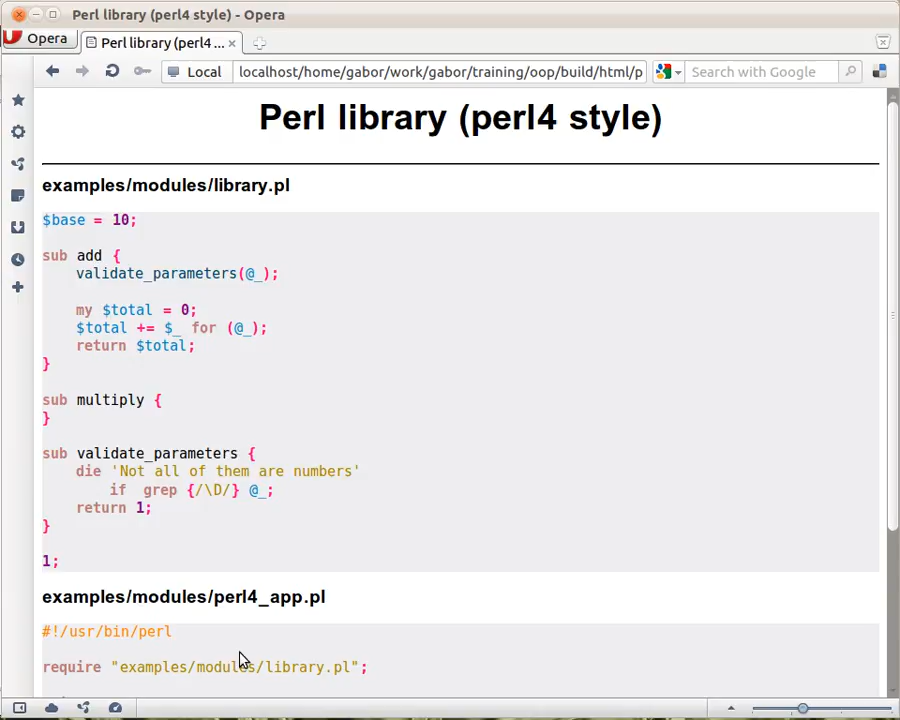 Perl library (perl4 style) - Opera
Opera
Perl library (perl4 ...
Local
localhost/home/gabor/work/gabor/training/oop/build/html/p
Search with Google
Perl library (perl4 style)
examples/modules/library.pl
$base = 10;
sub add {
    validate_parameters(@_);
    my $total = 0;
    $total += $_ for (@_);
    return $total;
}
sub multiply {
}
sub validate_parameters {
    die 'Not all of them are numbers'
        if  grep {/\D/} @_;
    return 1;
}
1;
examples/modules/perl4_app.pl
#!/usr/bin/perl
require "examples/modules/library.pl";